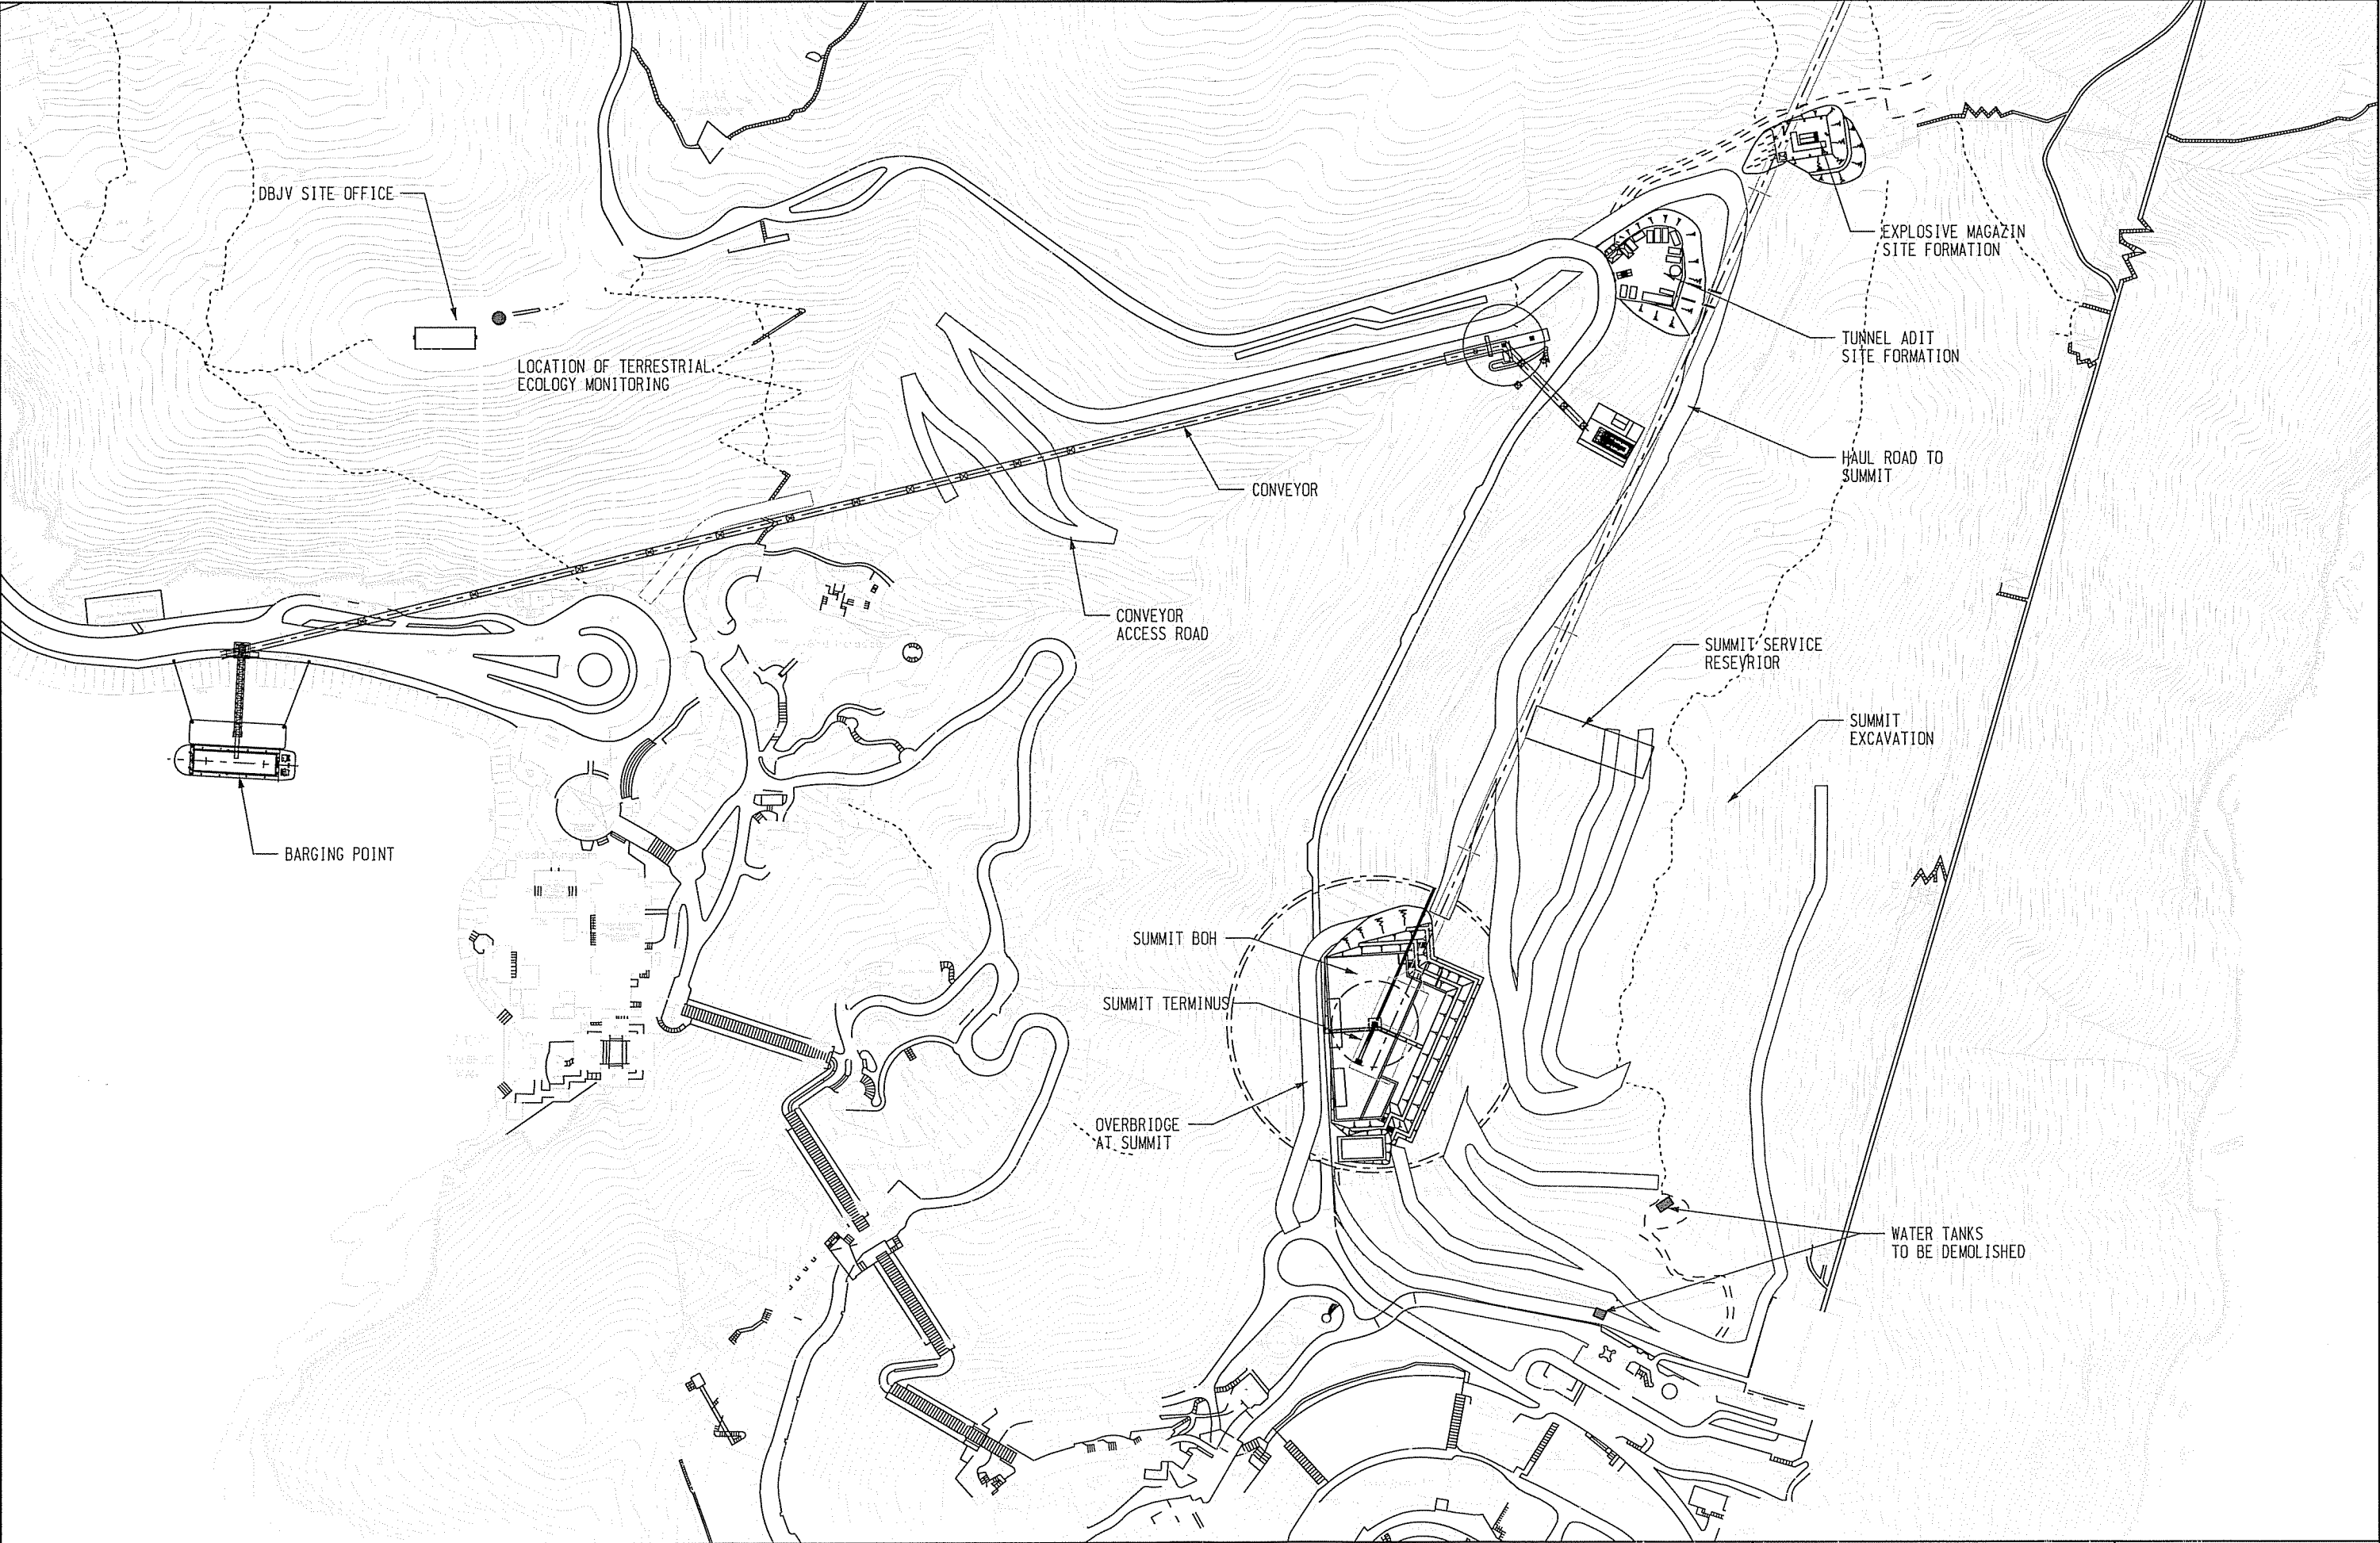 DBJV SITE OFFICE
EXPLOSIVE MAGAZIN
SITE FORMATION
TUNNEL ADIT
SITE FORMATION
LOCATION OF TERRESTRIAL
ECOLOGY MONITORING
HAUL ROAD TO
SUMMIT
CONVEYOR
CONVEYOR
ACCESS ROAD
SUMMIT SERVICE
RESEVRIOR
SUMMIT
EXCAVATION
BARGING POINT
SUMMIT BOH
SUMMIT TERMINUS
OVERBRIDGE
AT SUMMIT
WATER TANKS
TO BE DEMOLISHED